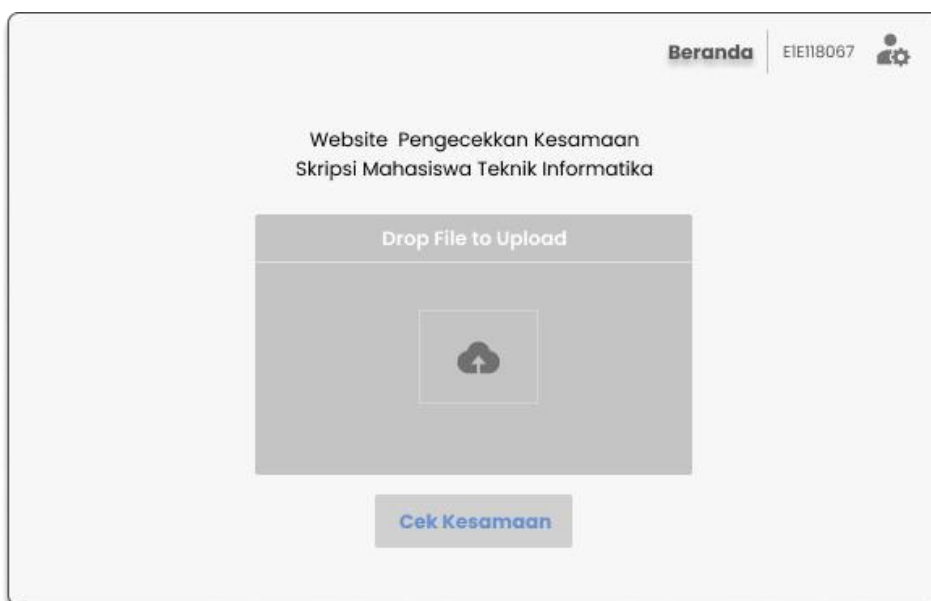 Beranda
E1E118067
Website Pengecekkan Kesamaan
Skripsi Mahasiswa Teknik Informatika
Drop File to Upload
Cek Kesamaan